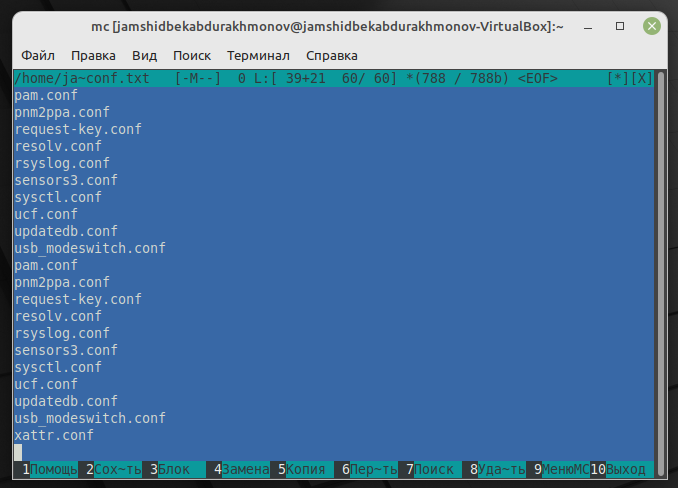 mc [jamshidbekabdurakhmonov@jamshidbekabdurakhmonov-VirtualBox]:~
Файл Правка Вид Поиск Терминал Справка
/home/ja~conf.txt [-M--] 0 L:[ 39+21 60/ 60] *(788 / 788b) <EOF> [*][X]
pam.conf
pnm2ppa.conf
request-key.conf
resolv.conf
rsyslog.conf
sensors3.conf
sysctl.conf
ucf.conf
updatedb.conf
usb_modeswitch.conf
pam.conf
pnm2ppa.conf
request-key.conf
resolv.conf
rsyslog.conf
sensors3.conf
sysctl.conf
ucf.conf
updatedb.conf
usb_modeswitch.conf
xattr.conf
1Помощь 2Сох~ть 3Блок 4Замена 5Копия 6Пер~ть 7Поиск 8Уда~ть 9МенюМС 10Выход